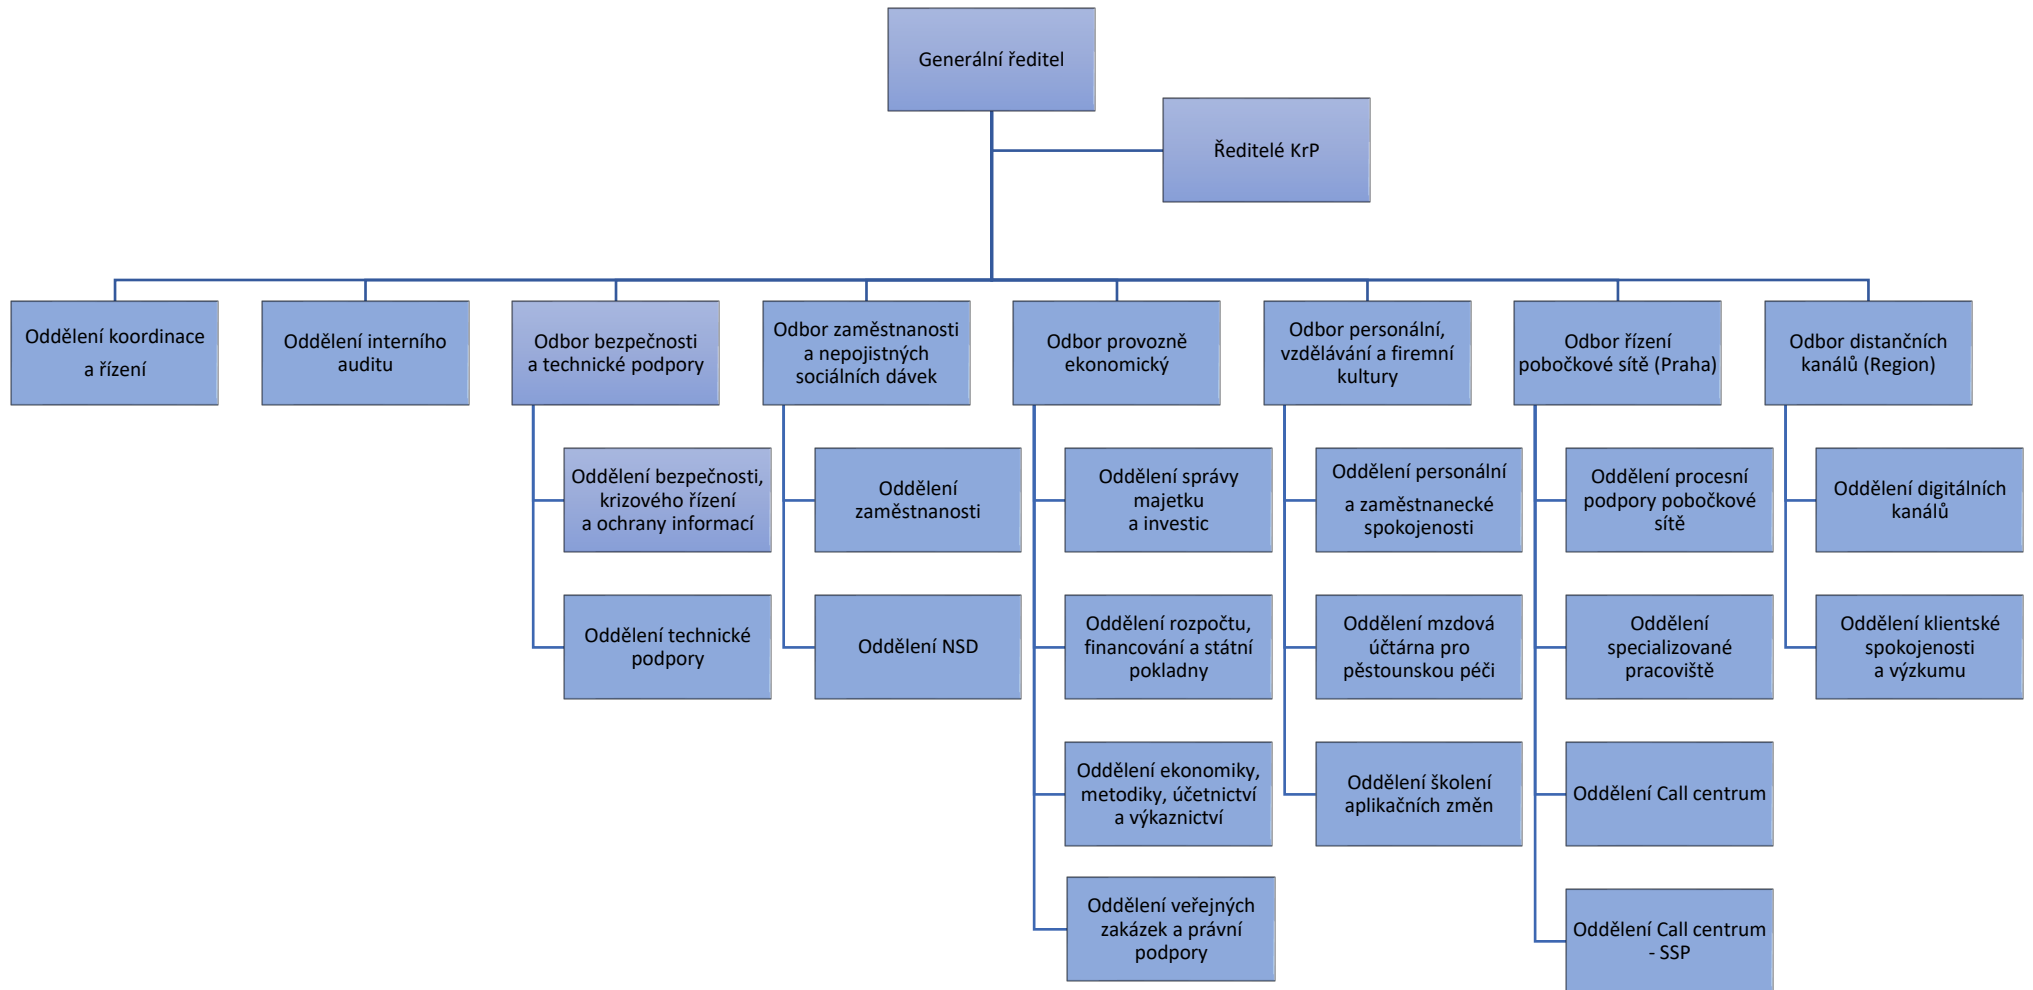 Generální ředitel
Ředitelé KrP
Oddělení koordinace
a řízení
Oddělení interního
auditu
Odbor bezpečnosti
a technické podpory
Odbor zaměstnanosti
a nepojistných
sociálních dávek
Odbor provozně
ekonomický
Odbor personální,
vzdělávání a firemní
kultury
Odbor řízení
pobočkové sítě (Praha)
Odbor distančních
kanálů (Region)
Oddělení bezpečnosti,
krizového řízení
a ochrany informací
Oddělení
zaměstnanosti
Oddělení správy
majetku
a investic
Oddělení personální
a zaměstnanecké
spokojenosti
Oddělení procesní
podpory pobočkové
sítě
Oddělení digitálních
kanálů
Oddělení technické
podpory
Oddělení NSD
Oddělení rozpočtu,
financování a státní
pokladny
Oddělení mzdová
účtárna pro
pěstounskou péči
Oddělení
specializované
pracoviště
Oddělení klientské
spokojenosti
a výzkumu
Oddělení ekonomiky,
metodiky, účetnictví
a výkaznictví
Oddělení školení
aplikačních změn
Oddělení Call centrum
Oddělení veřejných
zakázek a právní
podpory
Oddělení Call centrum
- SSP